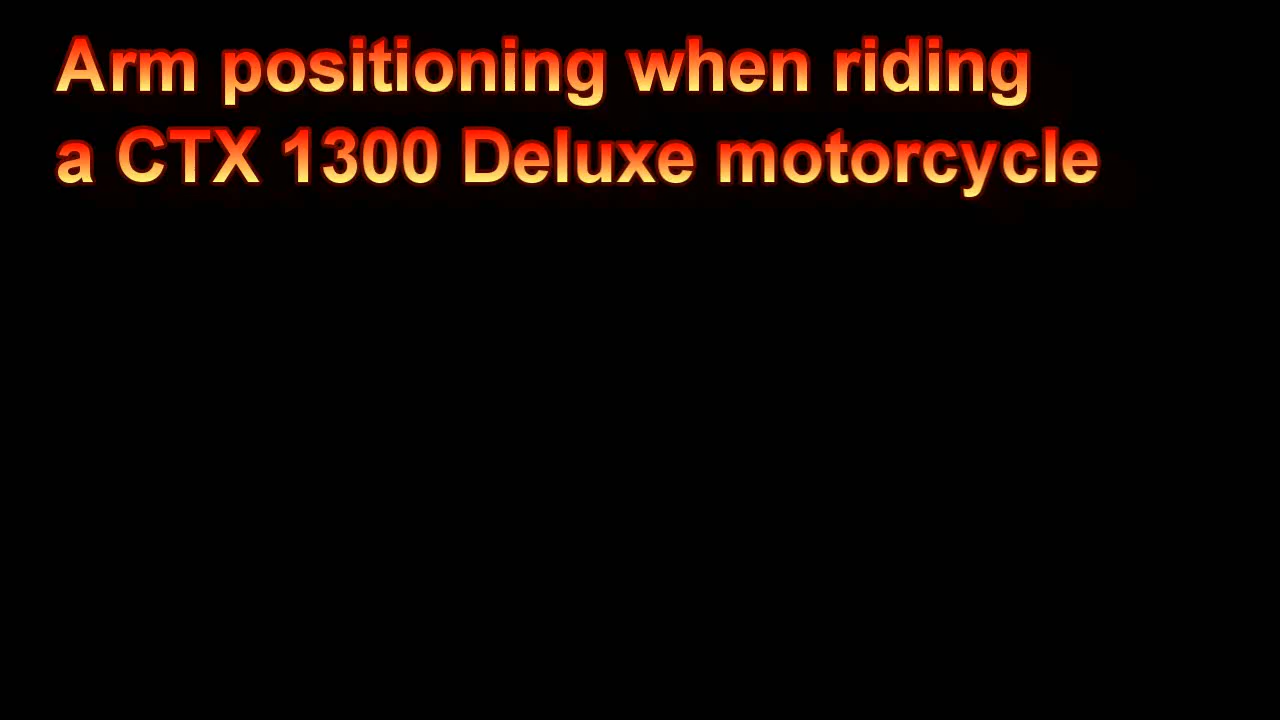 Arm positioning when riding
a CTX 1300 Deluxe motorcycle